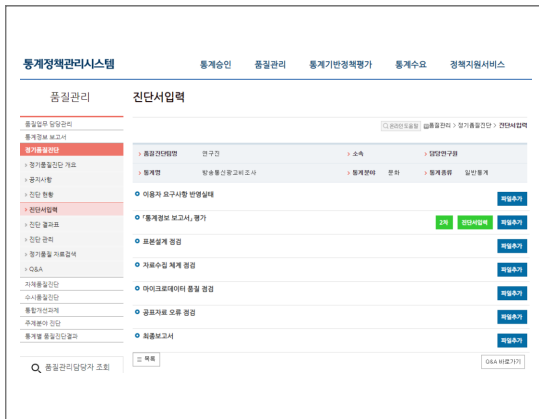 통계정책관리시스템
통계승인 품질관리 통계기반정책평가 통계수요 정책지원서비스
품질관리
진단서입력
온라인도움말 품질관리 > 정기품질진단 > 진단서입력
품질업무 담당관리
통계정보 보고서
정기품질진단
> 정기품질진단 개요
> 공지사항
> 진단 현황
> 진단서입력
> 진단 결과표
> 진단 관리
> 정기품질 자료검색
> Q&A
자체품질진단
수시품질진단
통합개선과제
주제분야 진단
통계별 품질진단결과
품질관리담당자 조회
> 품질진단팀명 연구진 > 소속 > 담당연구원
> 통계명 방송통신광고비조사 > 통계분야 문화 > 통계종류 일반통계
이용자 요구사항 반영실태 파일추가
「통계정보 보고서」 평가 2차 진단서입력 파일추가
표본설계 점검 파일추가
자료수집 체계 점검 파일추가
마이크로데이터 품질 점검 파일추가
공표자료 오류 점검 파일추가
최종보고서 파일추가
목록 Q&A 바로가기